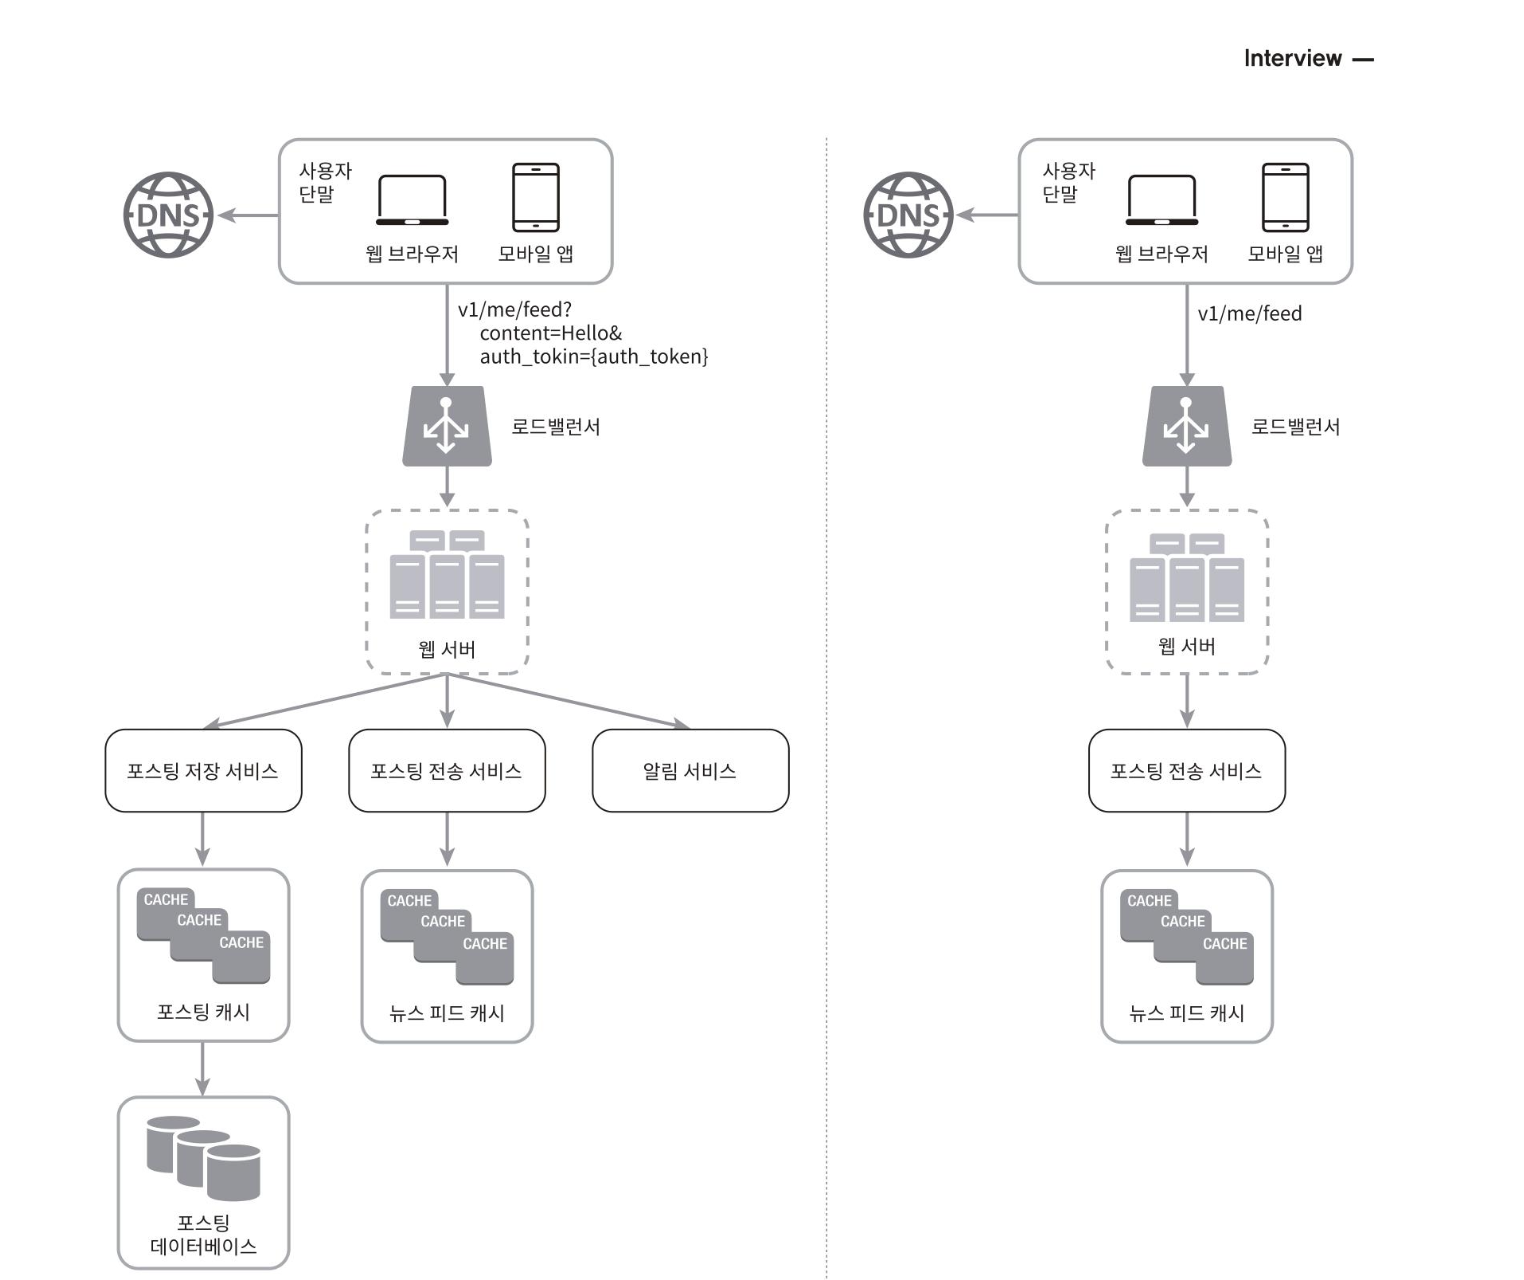 Interview —
DNS
사용자
단말
웹 브라우저
모바일 앱
v1/me/feed?
content=Hello&
auth_tokin={auth_token}
로드밸런서
웹 서버
포스팅 저장 서비스
포스팅 전송 서비스
알림 서비스
CACHE
CACHE
CACHE
포스팅 캐시
CACHE
CACHE
CACHE
뉴스 피드 캐시
포스팅
데이터베이스
DNS
사용자
단말
웹 브라우저
모바일 앱
v1/me/feed
로드밸런서
웹 서버
포스팅 전송 서비스
CACHE
CACHE
CACHE
뉴스 피드 캐시